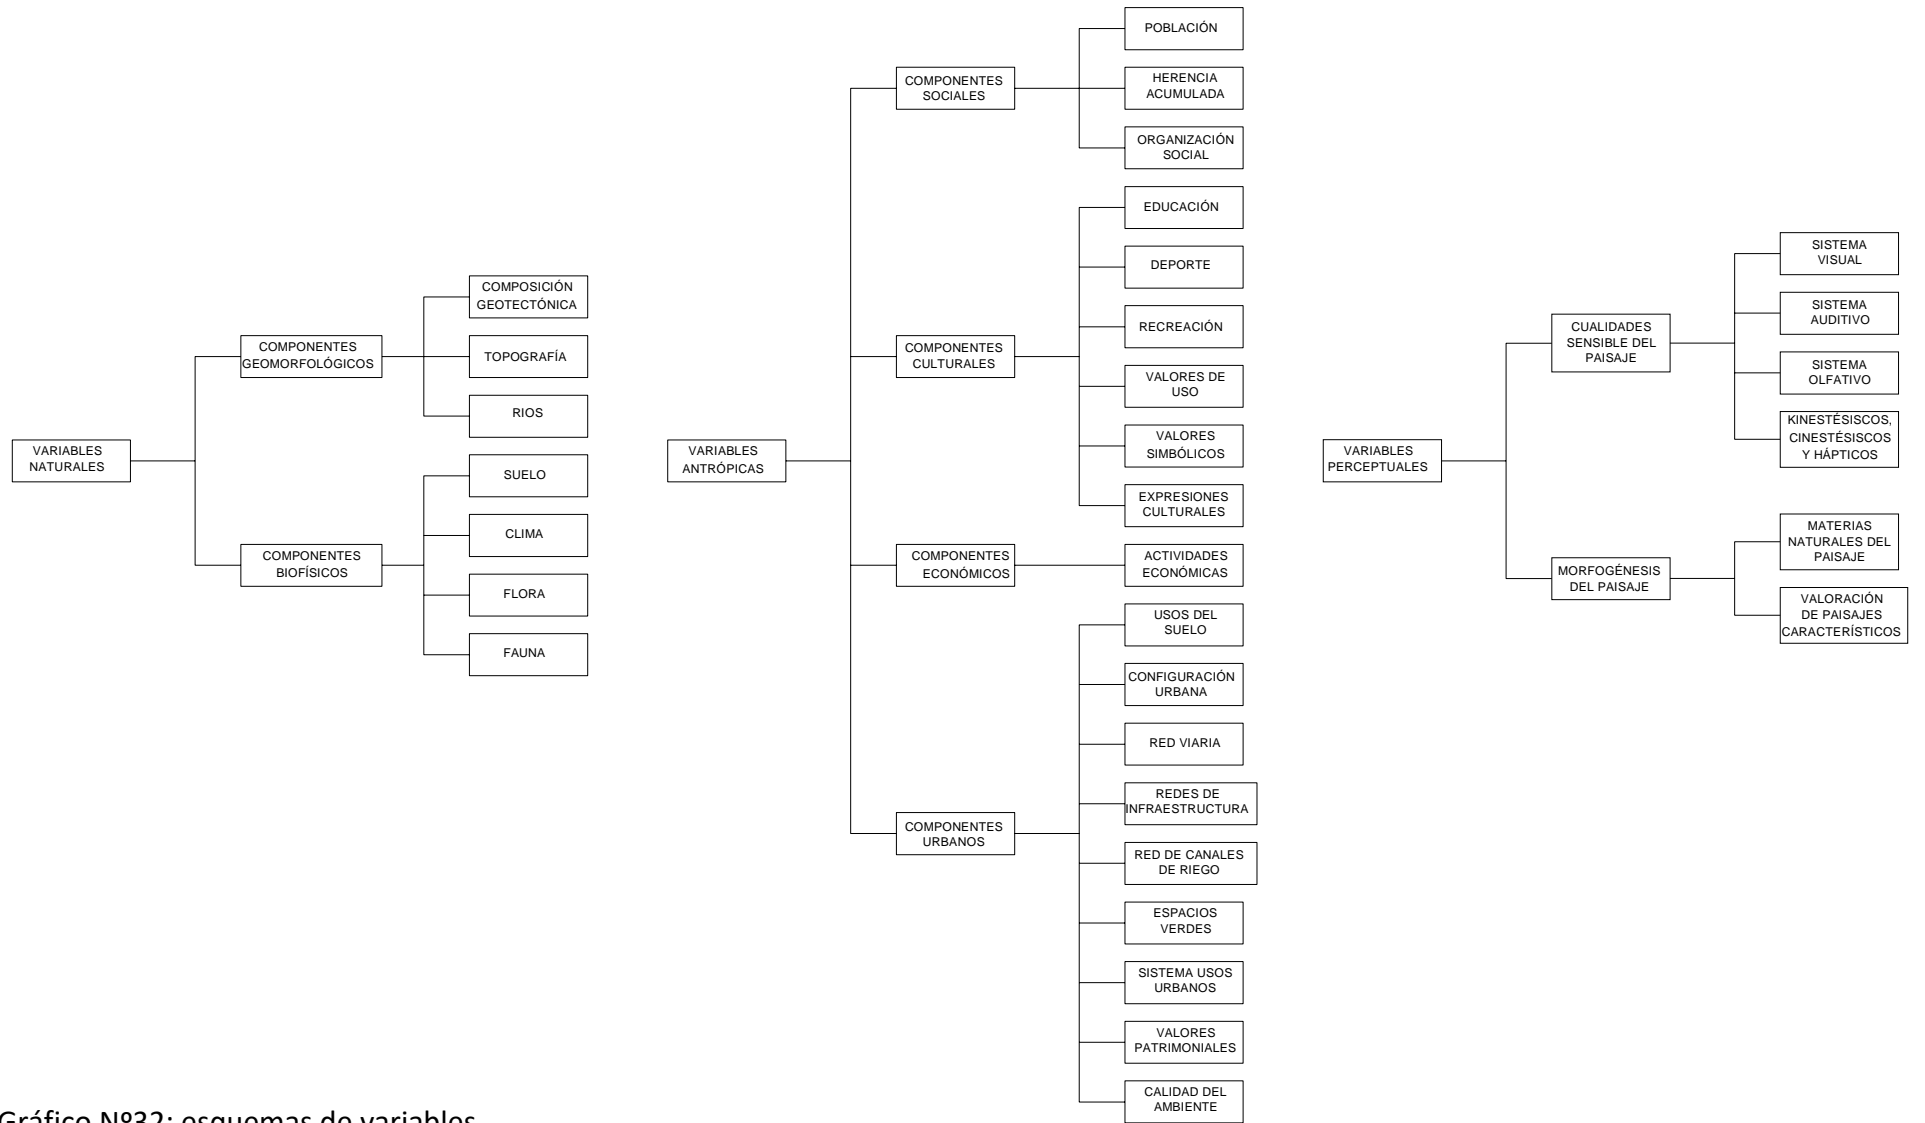 VARIABLES
NATURALES
COMPONENTES
GEOMORFOLÓGICOS
COMPOSICIÓN
GEOTECTÓNICA
TOPOGRAFÍA
RIOS
COMPONENTES
BIOFÍSICOS
SUELO
CLIMA
FLORA
FAUNA
VARIABLES
ANTRÓPICAS
COMPONENTES
SOCIALES
POBLACIÓN
HERENCIA
ACUMULADA
ORGANIZACIÓN
SOCIAL
COMPONENTES
CULTURALES
EDUCACIÓN
DEPORTE
RECREACIÓN
VALORES DE
USO
VALORES
SIMBÓLICOS
EXPRESIONES
CULTURALES
COMPONENTES
ECONÓMICOS
ACTIVIDADES
ECONÓMICAS
COMPONENTES
URBANOS
USOS DEL
SUELO
CONFIGURACIÓN
URBANA
RED VIARIA
REDES DE
INFRAESTRUCTURA
RED DE CANALES
DE RIEGO
ESPACIOS
VERDES
SISTEMA USOS
URBANOS
VALORES
PATRIMONIALES
CALIDAD DEL
AMBIENTE
VARIABLES
PERCEPTUALES
CUALIDADES
SENSIBLE DEL
PAISAJE
SISTEMA
VISUAL
SISTEMA
AUDITIVO
SISTEMA
OLFATIVO
KINESTÉSISCOS,
CINESTÉSISCOS
Y HÁPTICOS
MORFOGÉNESIS
DEL PAISAJE
MATERIAS
NATURALES DEL
PAISAJE
VALORACIÓN
DE PAISAJES
CARACTERÍSTICOS
Gráfico Nº32: esquemas de variables